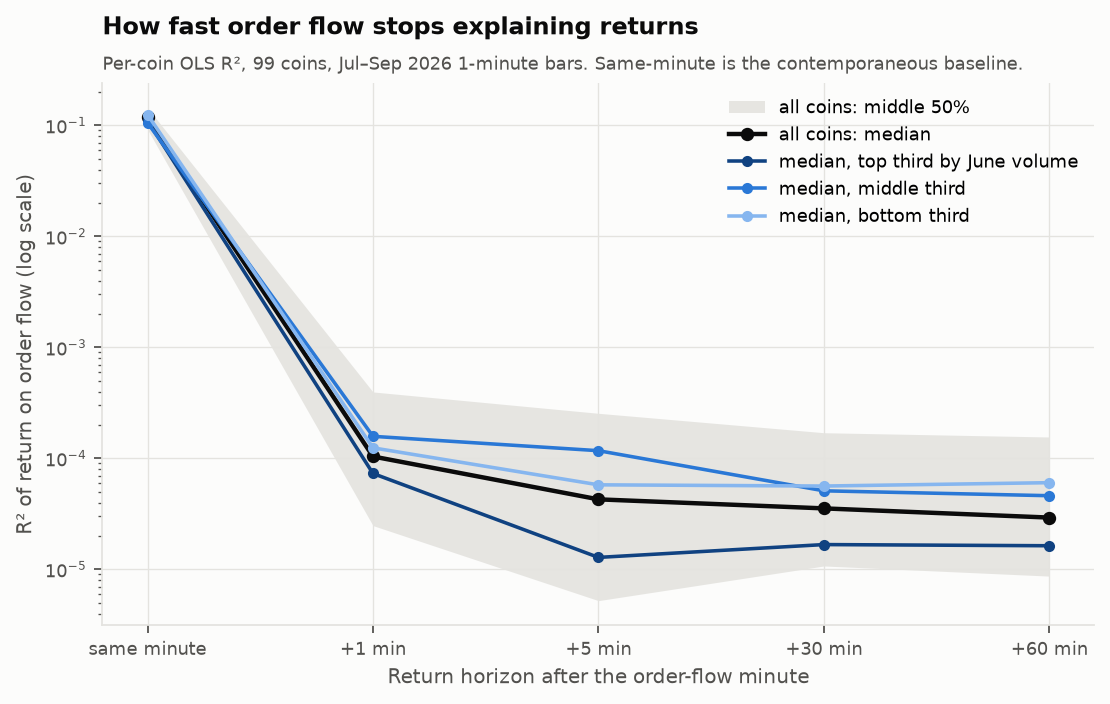 How fast order flow stops explaining returns
Per-coin OLS R², 99 coins, Jul–Sep 2026 1-minute bars. Same-minute is the contemporaneous baseline.
all coins: middle 50%
all coins: median
median, top third by June volume
median, middle third
median, bottom third
R² of return on order flow (log scale)
10⁻¹
10⁻²
10⁻³
10⁻⁴
10⁻⁵
same minute
+1 min
+5 min
+30 min
+60 min
Return horizon after the order-flow minute